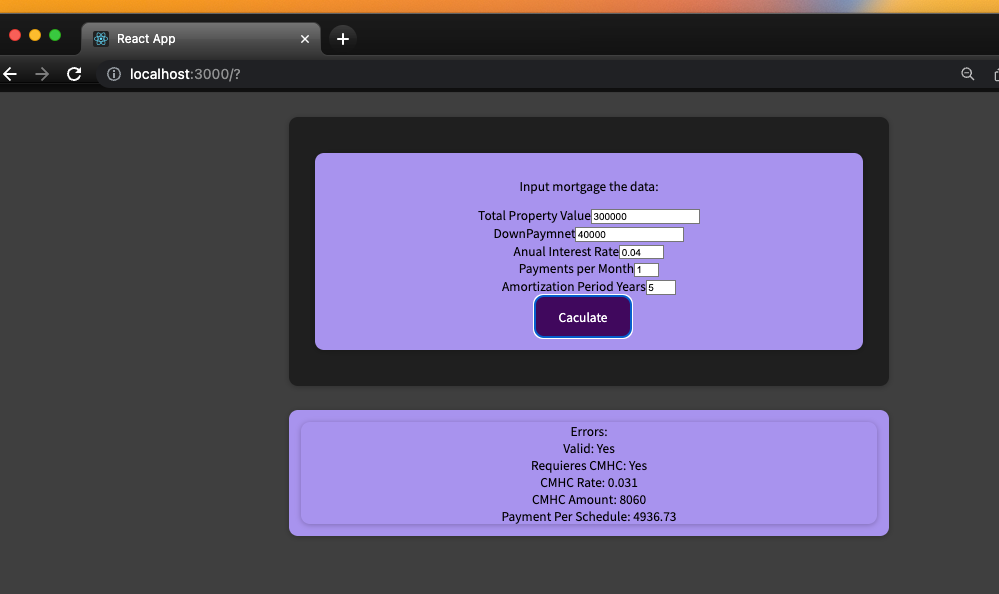 React App
localhost:3000/?
Input mortgage the data:
Total Property Value 300000
DownPaymnet 40000
Anual Interest Rate 0.04
Payments per Month 1
Amortization Period Years 5
Caculate
Errors:
Valid: Yes
Requieres CMHC: Yes
CMHC Rate: 0.031
CMHC Amount: 8060
Payment Per Schedule: 4936.73